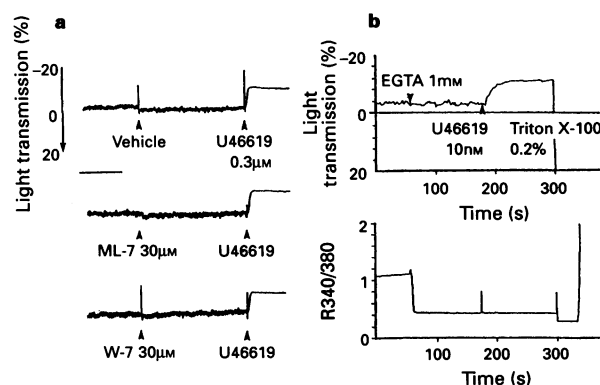 a
Light transmission (%)
−20
0
20
Vehicle
U46619
0.3µM
ML-7 30µM
U46619
W-7 30µM
U46619
b
Light
transmission (%)
−20
0
20
EGTA 1mM
U46619
10nM
Triton X-100
0.2%
100 200 300
Time (s)
R340/380
2
1
0
100 200 300
Time (s)